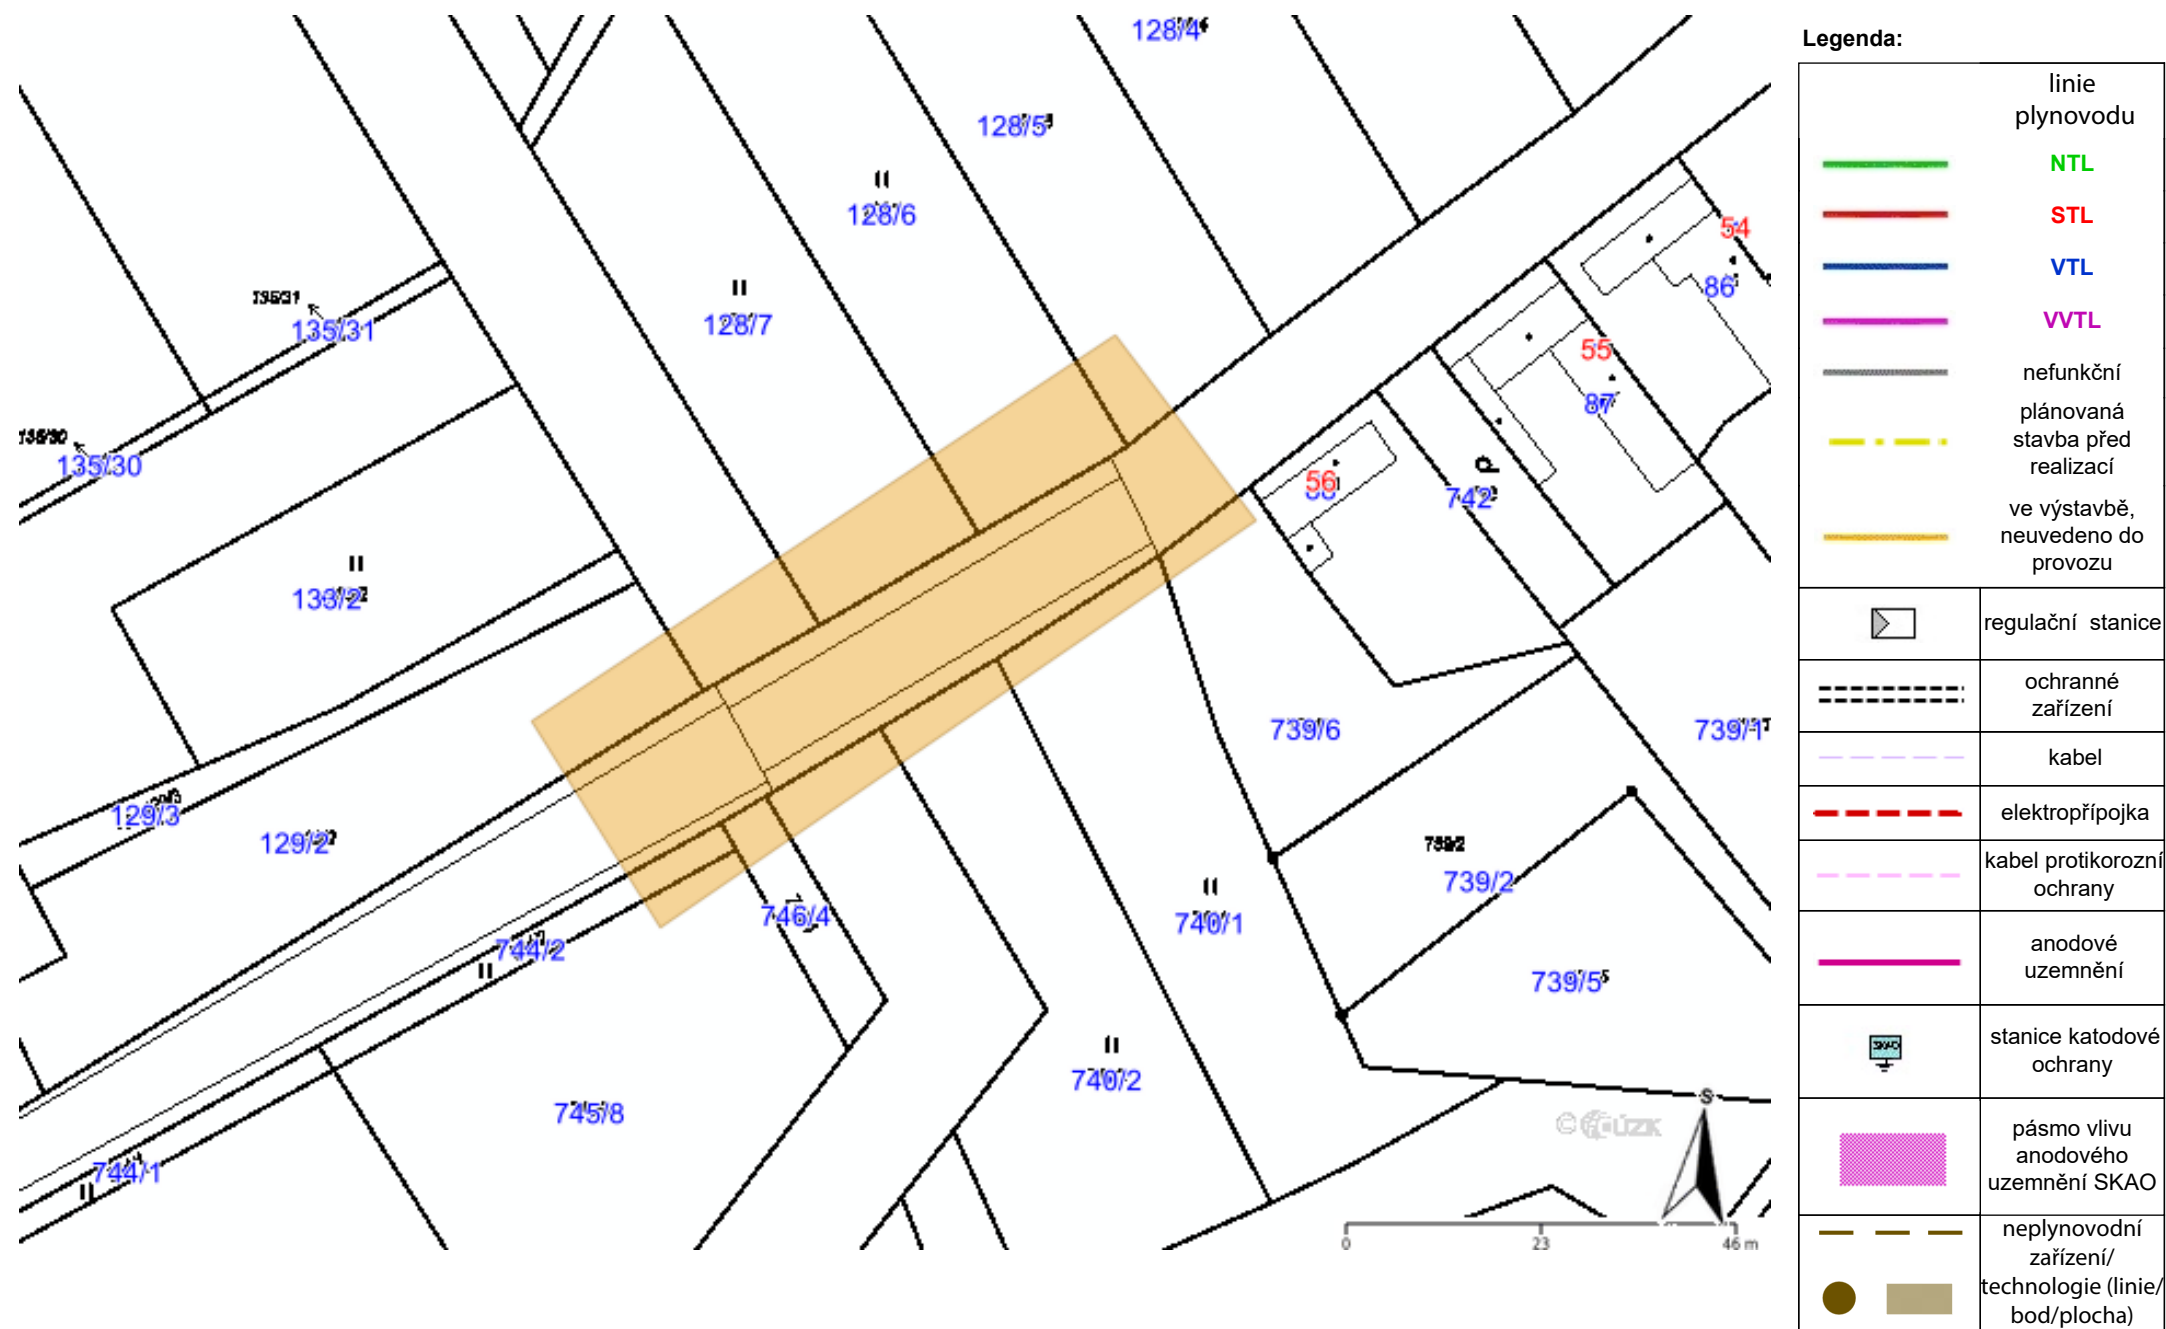 128/4
128/5
128/6
128/7
54
86
55
87
135/31
135/31
135/30
135/30
56
742
133/2
129/3
129/2
739/6
739/1
739/2
739/2
746/4
744/2
740/1
739/5
740/2
745/8
744/1
© ČÚZK
S
0 23 46 m
Legenda:
linie
plynovodu
NTL
STL
VTL
VVTL
nefunkční
plánovaná
stavba před
realizací
ve výstavbě,
neuvedeno do
provozu
regulační stanice
ochranné
zařízení
kabel
elektropřípojka
kabel protikorozní
ochrany
anodové
uzemnění
SKAO
stanice katodové
ochrany
pásmo vlivu
anodového
uzemnění SKAO
neplynovodní
zařízení/
technologie (linie/
bod/plocha)